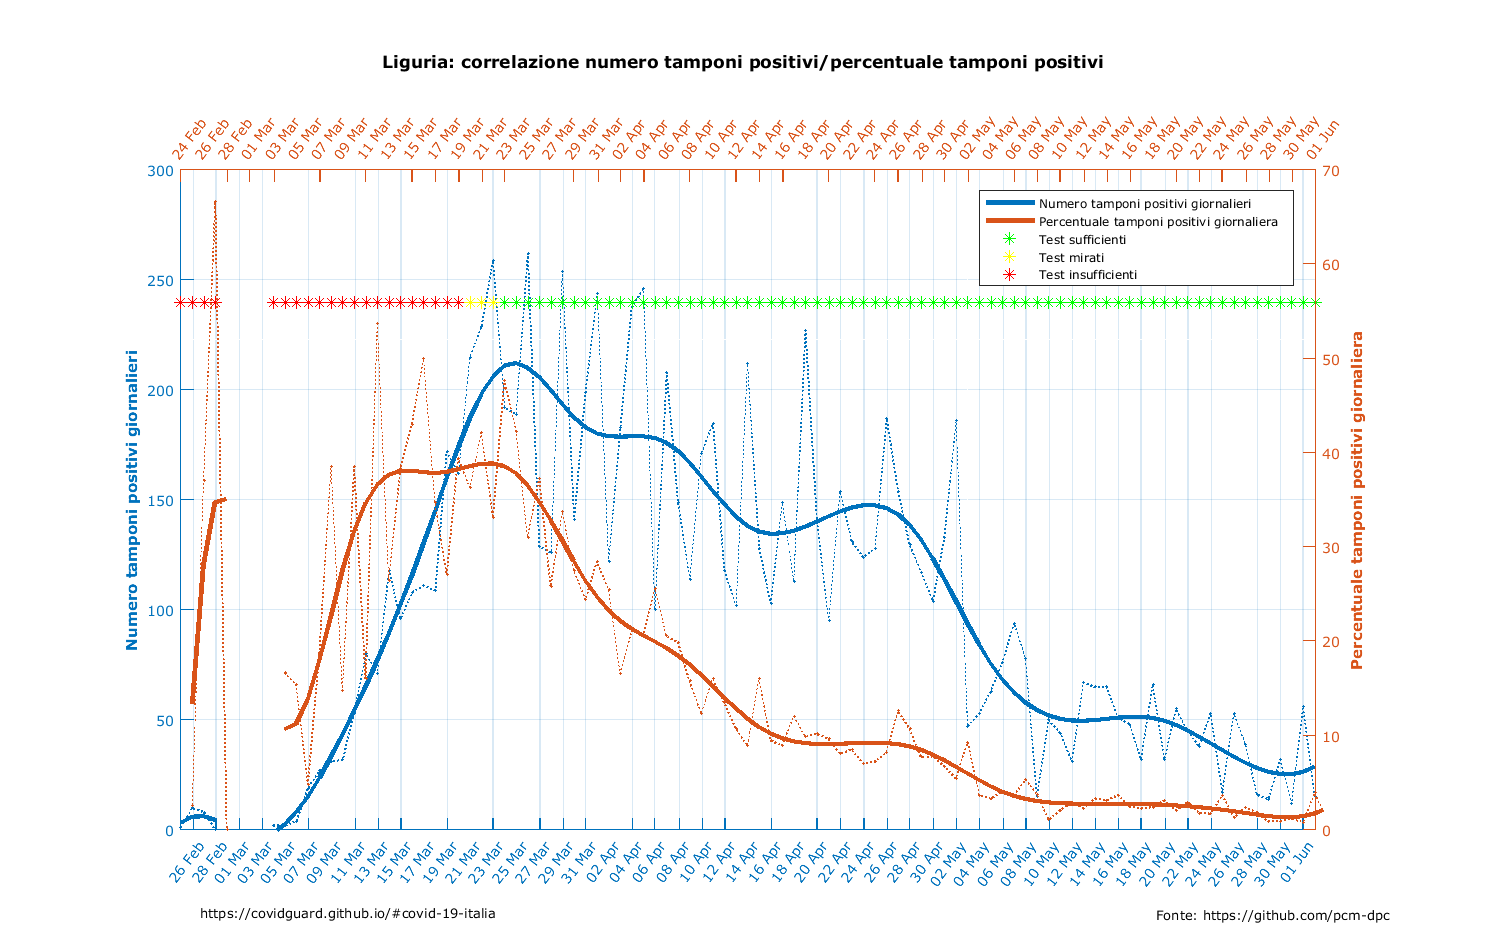 Liguria: correlazione numero tamponi positivi/percentuale tamponi positivi
24 Feb
26 Feb
28 Feb
01 Mar
03 Mar
05 Mar
07 Mar
09 Mar
11 Mar
13 Mar
15 Mar
17 Mar
19 Mar
21 Mar
23 Mar
25 Mar
27 Mar
29 Mar
31 Mar
02 Apr
04 Apr
06 Apr
08 Apr
10 Apr
12 Apr
14 Apr
16 Apr
18 Apr
20 Apr
22 Apr
24 Apr
26 Apr
28 Apr
30 Apr
02 May
04 May
06 May
08 May
10 May
12 May
14 May
16 May
18 May
20 May
22 May
24 May
26 May
28 May
30 May
01 Jun
Numero tamponi positivi giornalieri
300
250
200
150
100
50
0
Numero tamponi positivi giornalieri
Percentuale tamponi positivi giornaliera
Test sufficienti
Test mirati
Test insufficienti
70
60
50
40
30
20
10
0
Percentuale tamponi positivi giornaliera
26 Feb
28 Feb
01 Mar
03 Mar
05 Mar
07 Mar
09 Mar
11 Mar
13 Mar
15 Mar
17 Mar
19 Mar
21 Mar
23 Mar
25 Mar
27 Mar
29 Mar
31 Mar
02 Apr
04 Apr
06 Apr
08 Apr
10 Apr
12 Apr
14 Apr
16 Apr
18 Apr
20 Apr
22 Apr
24 Apr
26 Apr
28 Apr
30 Apr
02 May
04 May
06 May
08 May
10 May
12 May
14 May
16 May
18 May
20 May
22 May
24 May
26 May
28 May
30 May
01 Jun
https://covidguard.github.io/#covid-19-italia
Fonte: https://github.com/pcm-dpc